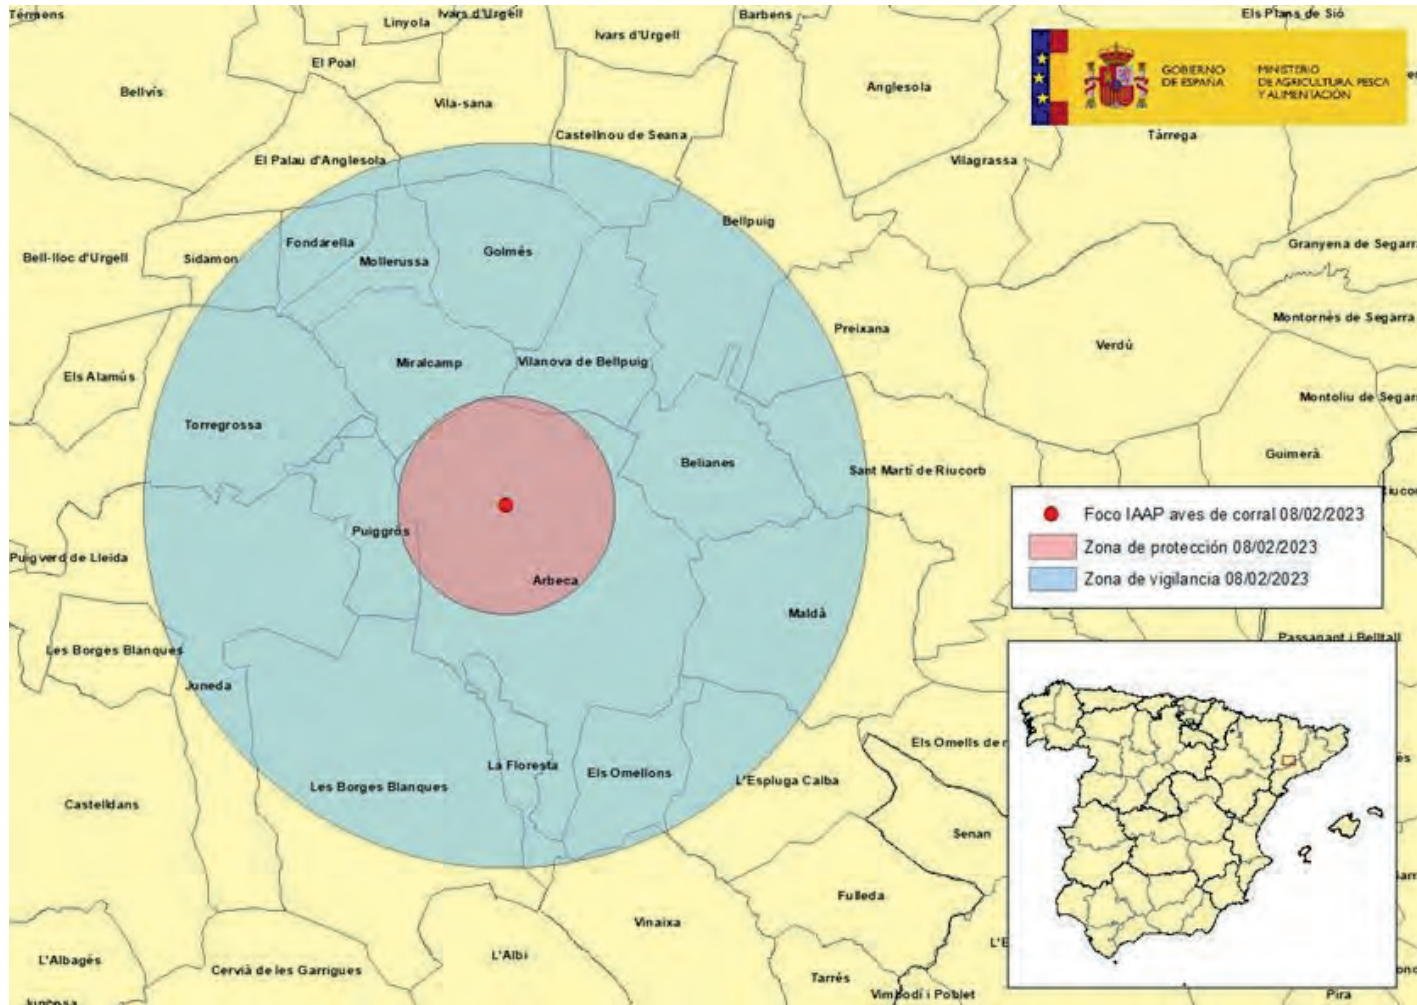 Térmens
Linyola
Ivars d'Urgell
Barbens
Els Plans de Sió
Ivars d'Urgell
El Poal
Bellvís
Vila-sana
Anglesola
GOBIERNO
DE ESPAÑA
MINISTERIO
DE AGRICULTURA, PESCA
Y ALIMENTACIÓN
Castellnou de Seana
Tàrrega
El Palau d'Anglesola
Vilagrassa
Bellpuig
Fondarella
Golmés
Granyena de Segarra
Bell-lloc d'Urgell
Sidamon
Mollerussa
Montornès de Segarra
Preixana
Verdú
Miralcamp
Vilanova de Bellpuig
Els Alamús
Montoliu de Segar
Torregrossa
Belianes
Sant Martí de Riucorb
Guimerà
Foco IAAP aves de corral 08/02/2023
Zona de protección 08/02/2023
Zona de vigilancia 08/02/2023
Puiggròs
Puigverd de Lleida
Arbeca
Maldà
Passanant i Belltall
Les Borges Blanques
Juneda
Els Omells de n
La Floresta
Els Omellons
L'Espluga Calba
Les Borges Blanques
Castelldans
Senan
Fulleda
Vinaixa
L'Albi
L'Albagés
Cervià de les Garrigues
Tarrés
Vimbodí i Poblet
Pira